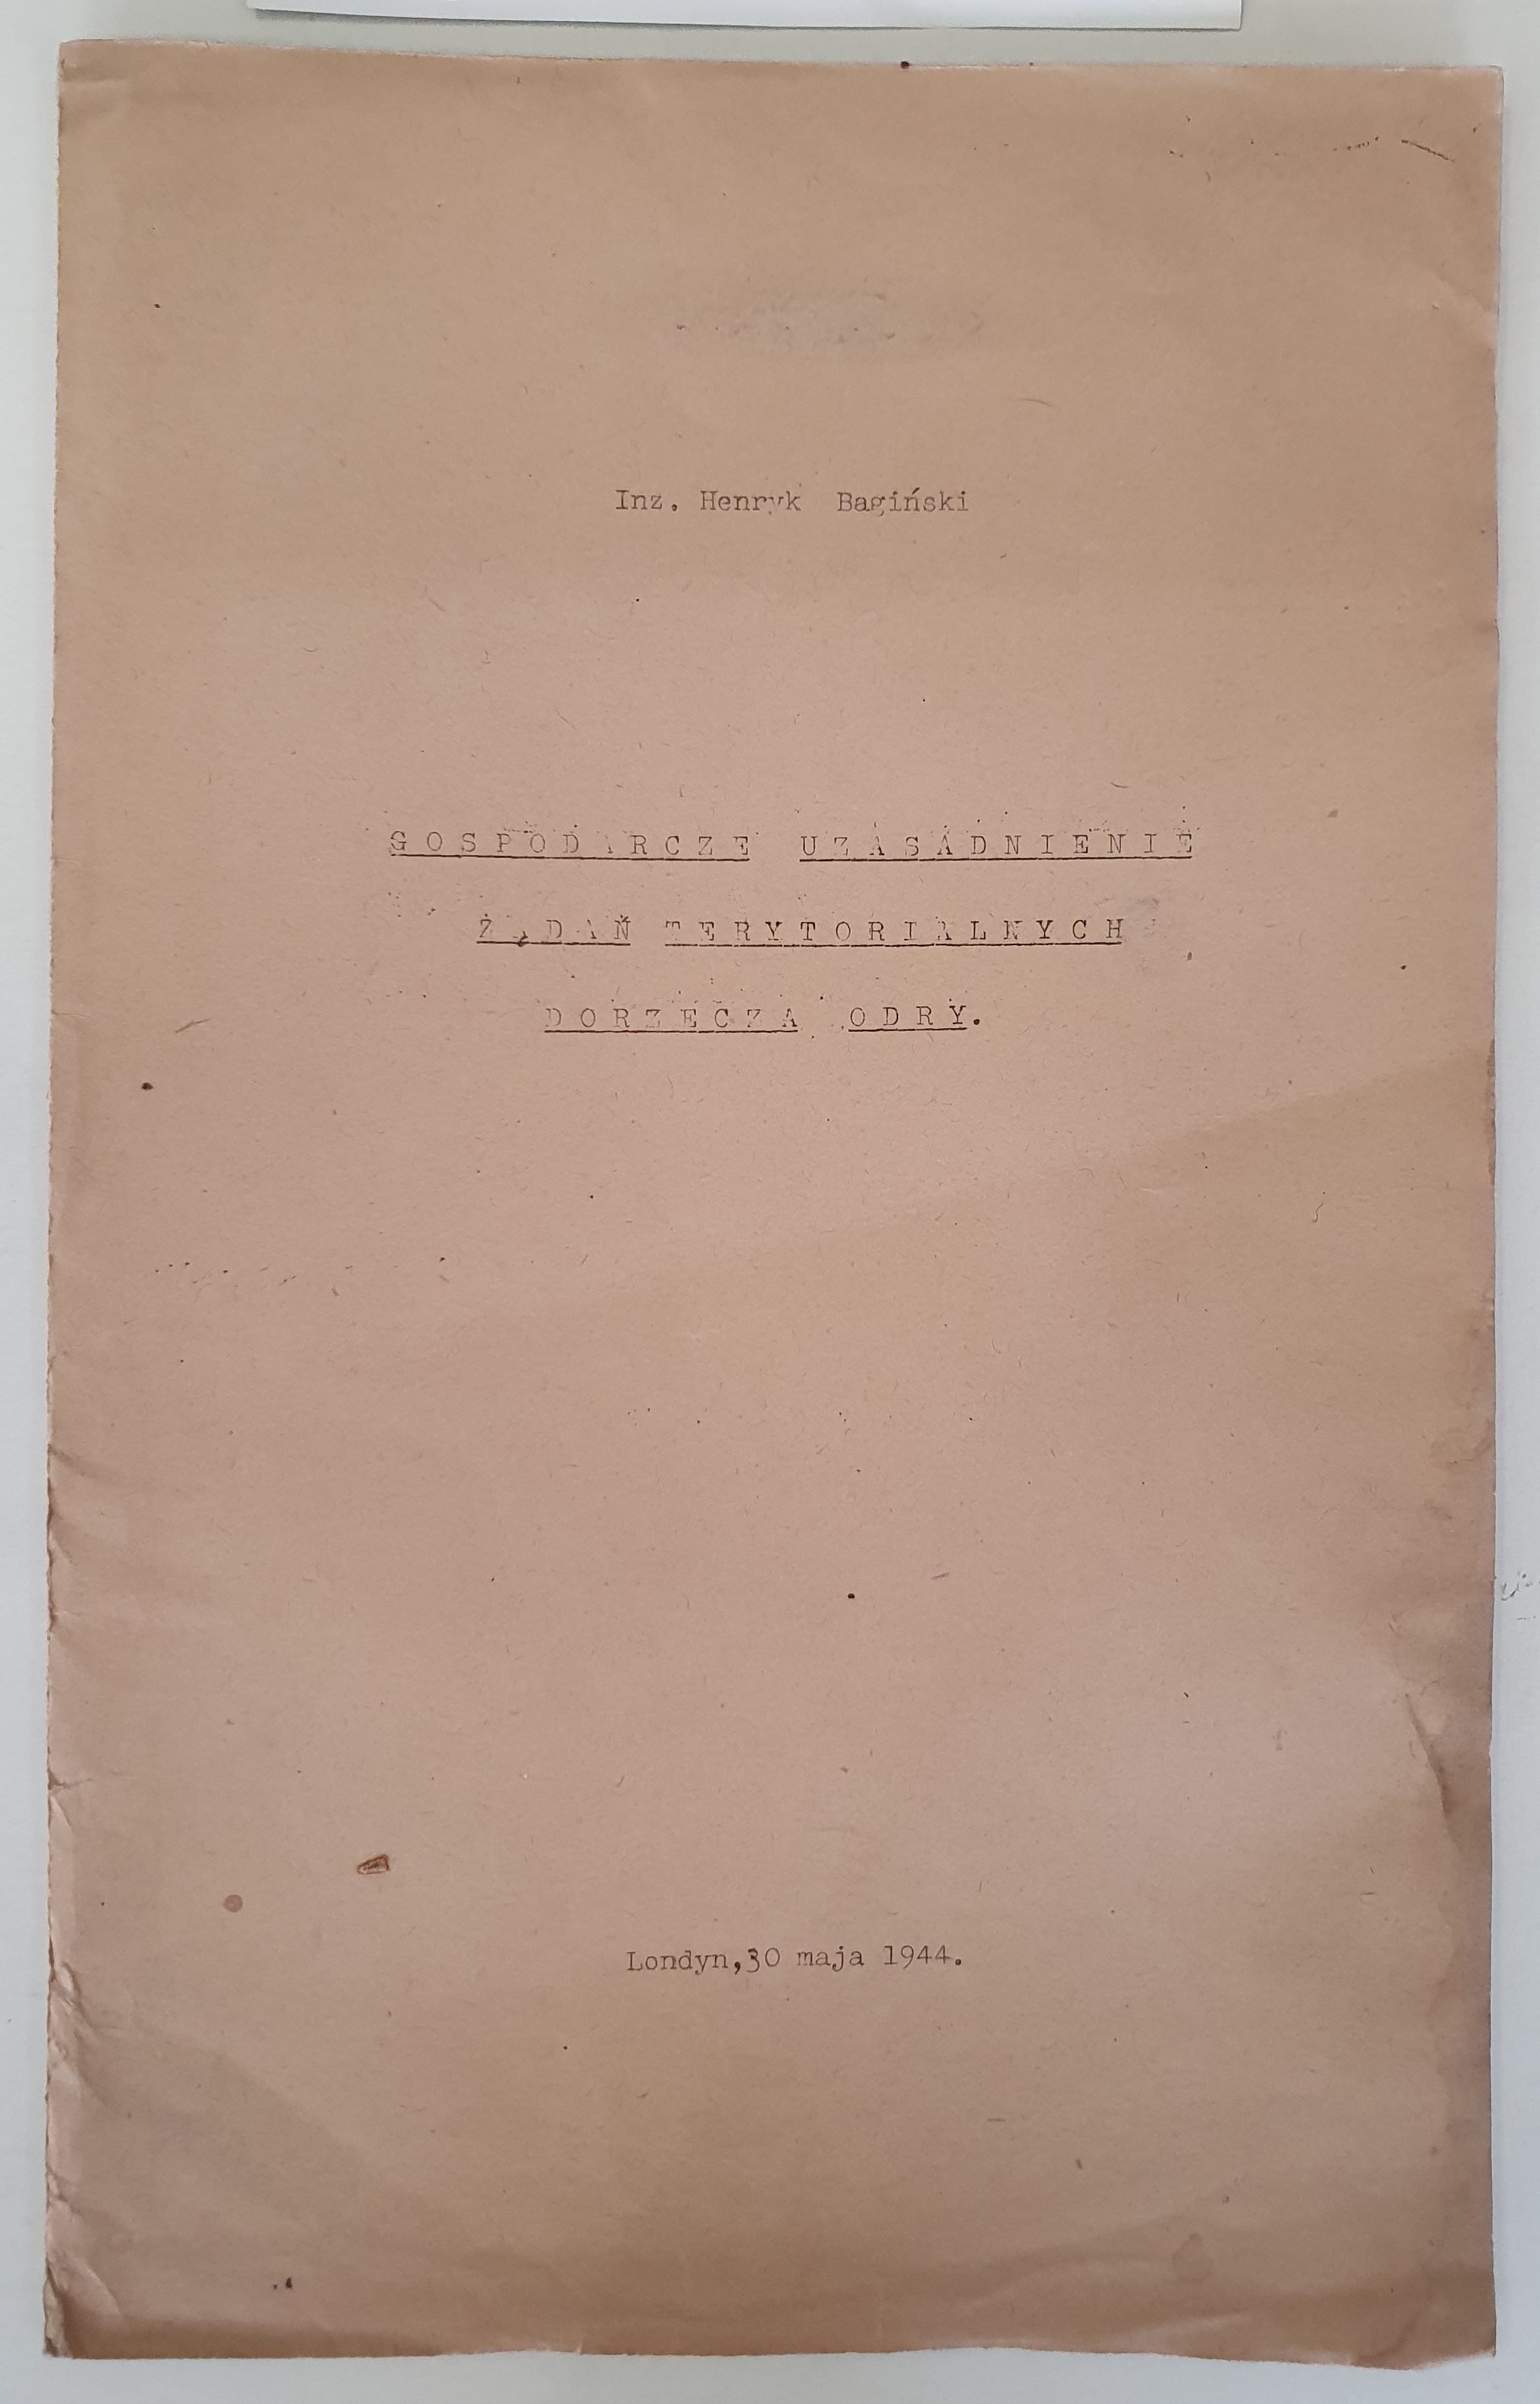 Inz. Henryk Bagiński
GOSPODARCZE UZASADNIENIE
ŻĄDAŃ TERYTORIALNYCH
DORZECZA ODRY.
Londyn,30 maja 1944.